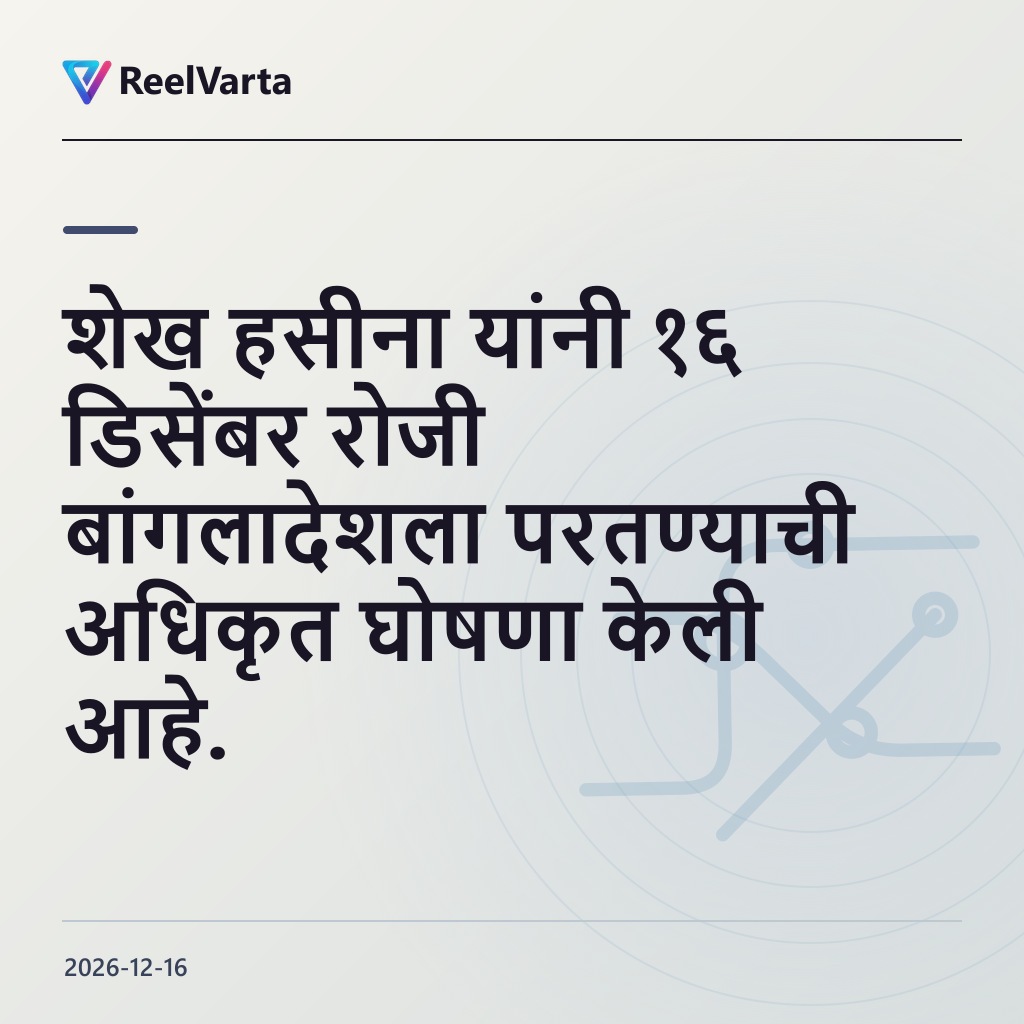 ReelVarta
शेख हसीना यांनी १६
डिसेंबर रोजी
बांगलादेशला परतण्याची
अधिकृत घोषणा केली
आहे.
2026-12-16